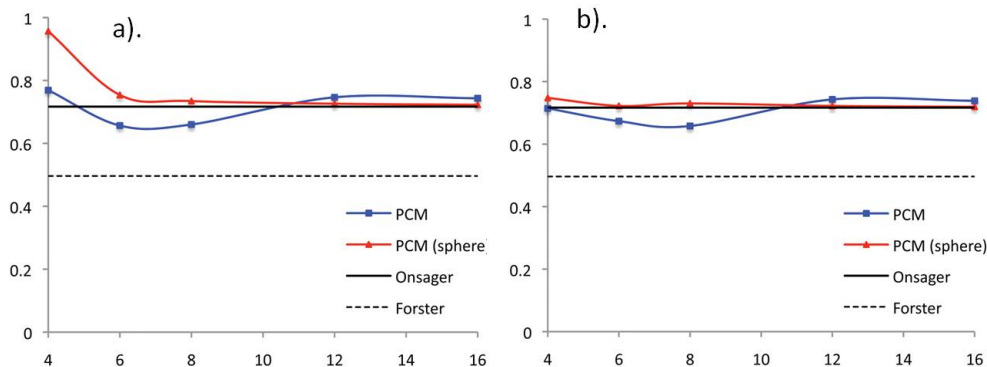 a).
1
0.8
0.6
0.4
0.2
0
4 6 8 10 12 14 16
PCM
PCM (sphere)
Onsager
Forster
b).
1
0.8
0.6
0.4
0.2
0
4 6 8 10 12 14 16
PCM
PCM (sphere)
Onsager
Forster